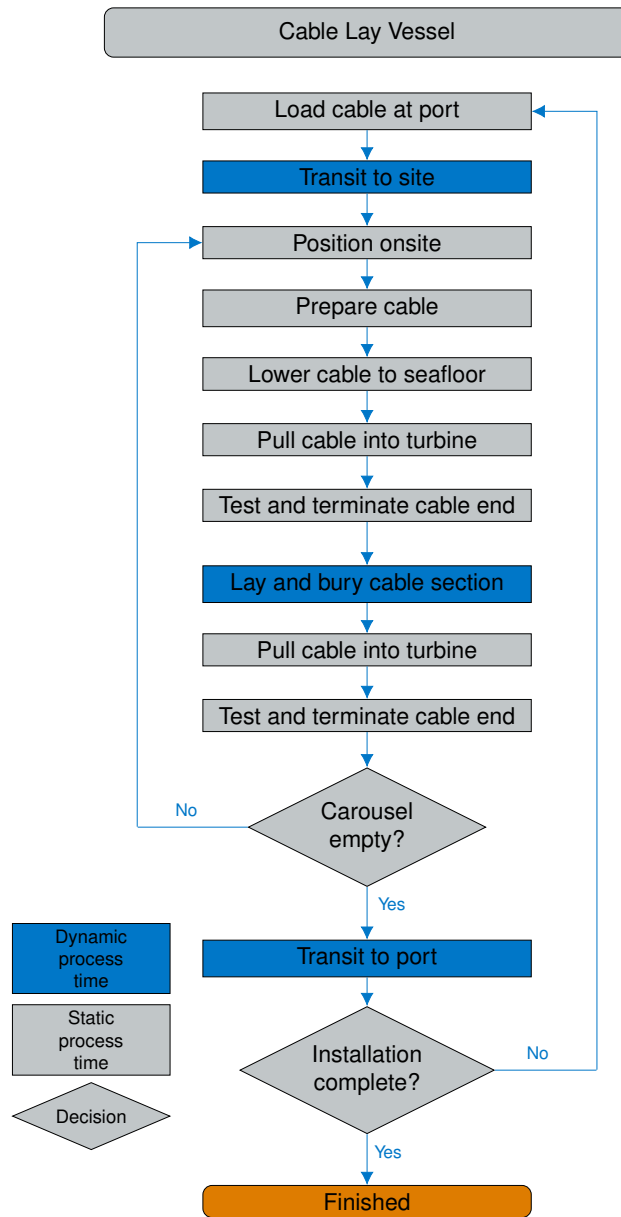 Cable Lay Vessel
Load cable at port
Transit to site
Position onsite
Prepare cable
Lower cable to seafloor
Pull cable into turbine
Test and terminate cable end
Lay and bury cable section
Pull cable into turbine
Test and terminate cable end
Carousel
empty?
No
Yes
Transit to port
Installation
complete?
No
Yes
Finished
Dynamic
process
time
Static
process
time
Decision